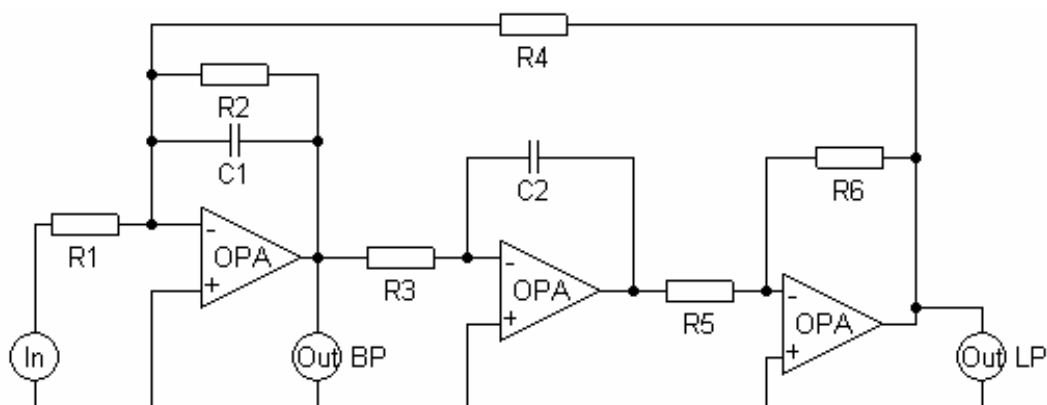 R4
R2
C1
C2
R6
R1
-
OPA
+
R3
-
OPA
+
R5
-
OPA
+
In
Out BP
Out LP